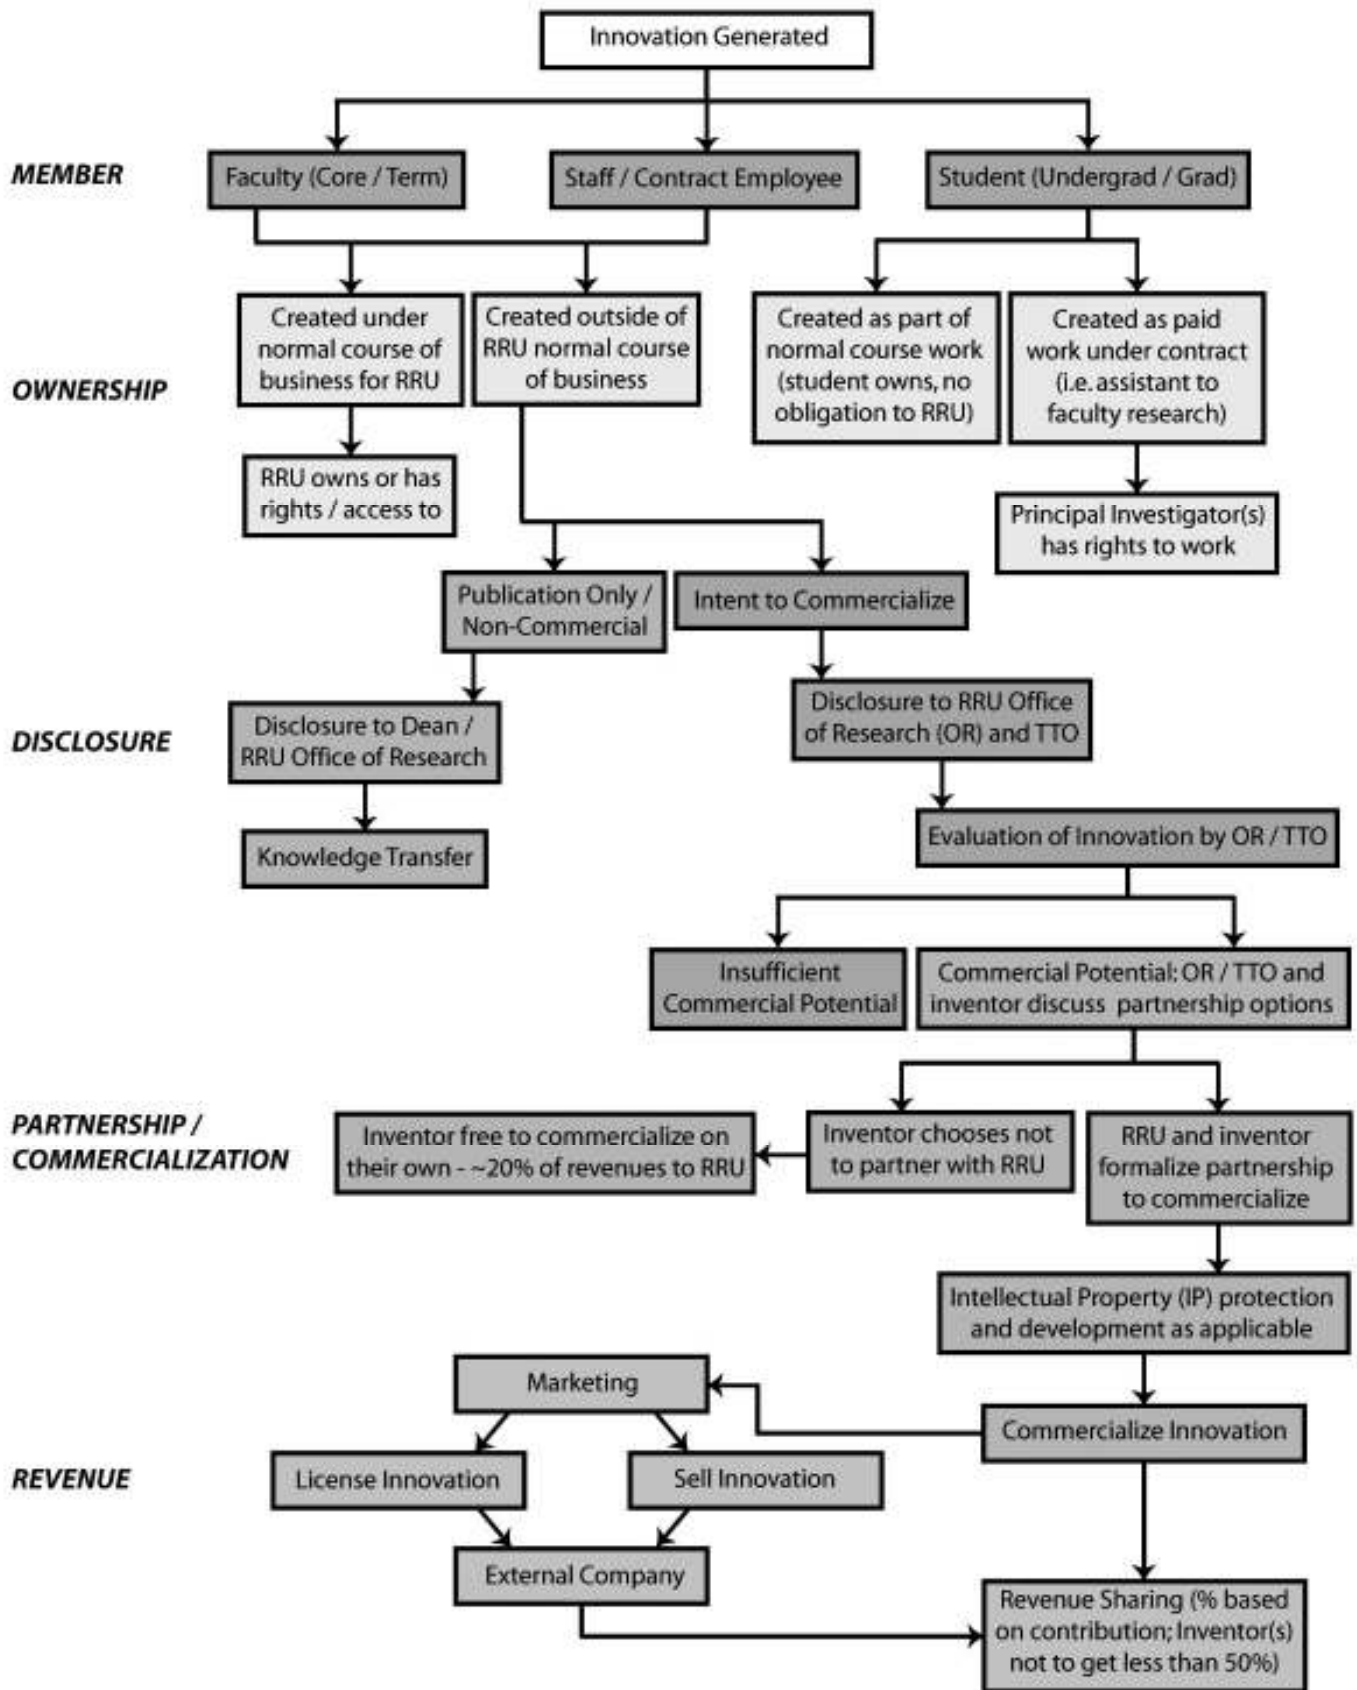 Innovation Generated
MEMBER
Faculty (Core / Term)
Staff / Contract Employee
Student (Undergrad / Grad)
OWNERSHIP
Created under
normal course of
business for RRU
Created outside of
RRU normal course
of business
Created as part of
normal course work
(student owns, no
obligation to RRU)
Created as paid
work under contract
(i.e. assistant to
faculty research)
RRU owns or has
rights / access to
Principal Investigator(s)
has rights to work
Publication Only /
Non-Commercial
Intent to Commercialize
DISCLOSURE
Disclosure to Dean /
RRU Office of Research
Disclosure to RRU Office
of Research (OR) and TTO
Knowledge Transfer
Evaluation of Innovation by OR / TTO
Insufficient
Commercial Potential
Commercial Potential: OR / TTO and
inventor discuss partnership options
PARTNERSHIP /
COMMERCIALIZATION
Inventor free to commercialize on
their own - ~20% of revenues to RRU
Inventor chooses not
to partner with RRU
RRU and inventor
formalize partnership
to commercialize
Intellectual Property (IP) protection
and development as applicable
Marketing
Commercialize Innovation
REVENUE
License Innovation
Sell Innovation
External Company
Revenue Sharing (% based
on contribution; Inventor(s)
not to get less than 50%)